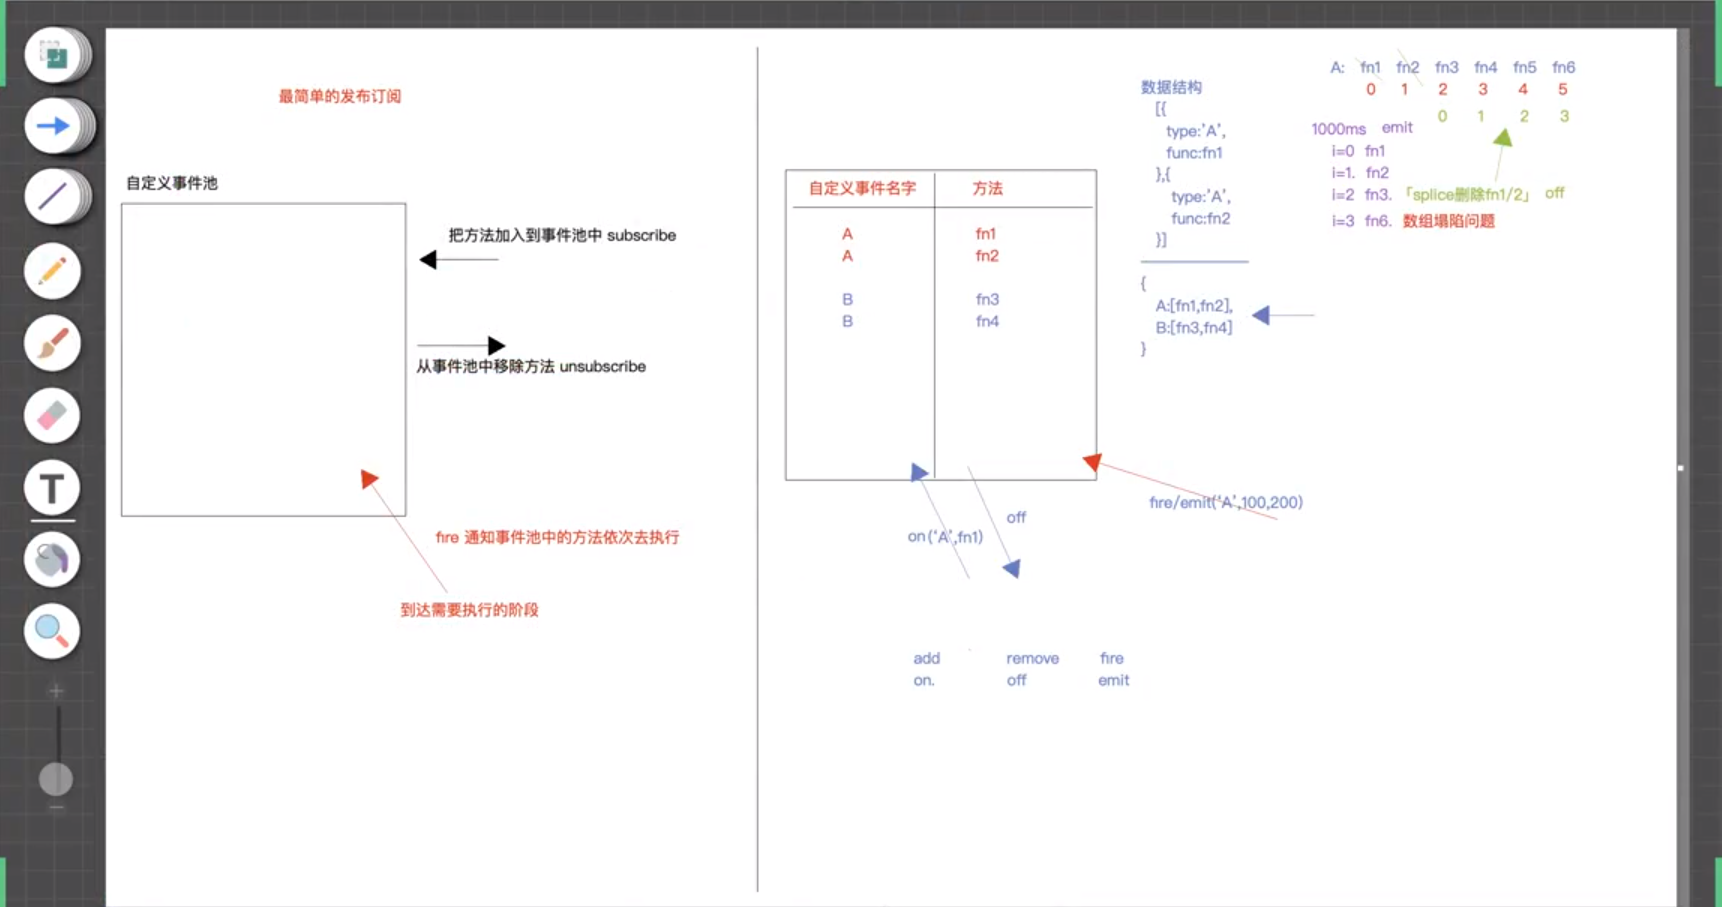 最简单的发布订阅
自定义事件池
把方法加入到事件池中 subscribe
从事件池中移除方法 unsubscribe
fire 通知事件池中的方法依次去执行
到达需要执行的阶段
自定义事件名字 方法
A fn1
A fn2
B fn3
B fn4
on('A',fn1)
off
fire/emit('A',100,200)
add remove fire
on. off emit
数据结构
[{
type:'A',
func:fn1
},{
type:'A',
func:fn2
}]
{
A:[fn1,fn2],
B:[fn3,fn4]
}
A: fn1 fn2 fn3 fn4 fn5 fn6
0 1 2 3 4 5
0 1 2 3
1000ms emit
i=0 fn1
i=1. fn2
i=2 fn3. 「splice删除fn1/2」 off
i=3 fn6. 数组塌陷问题
T